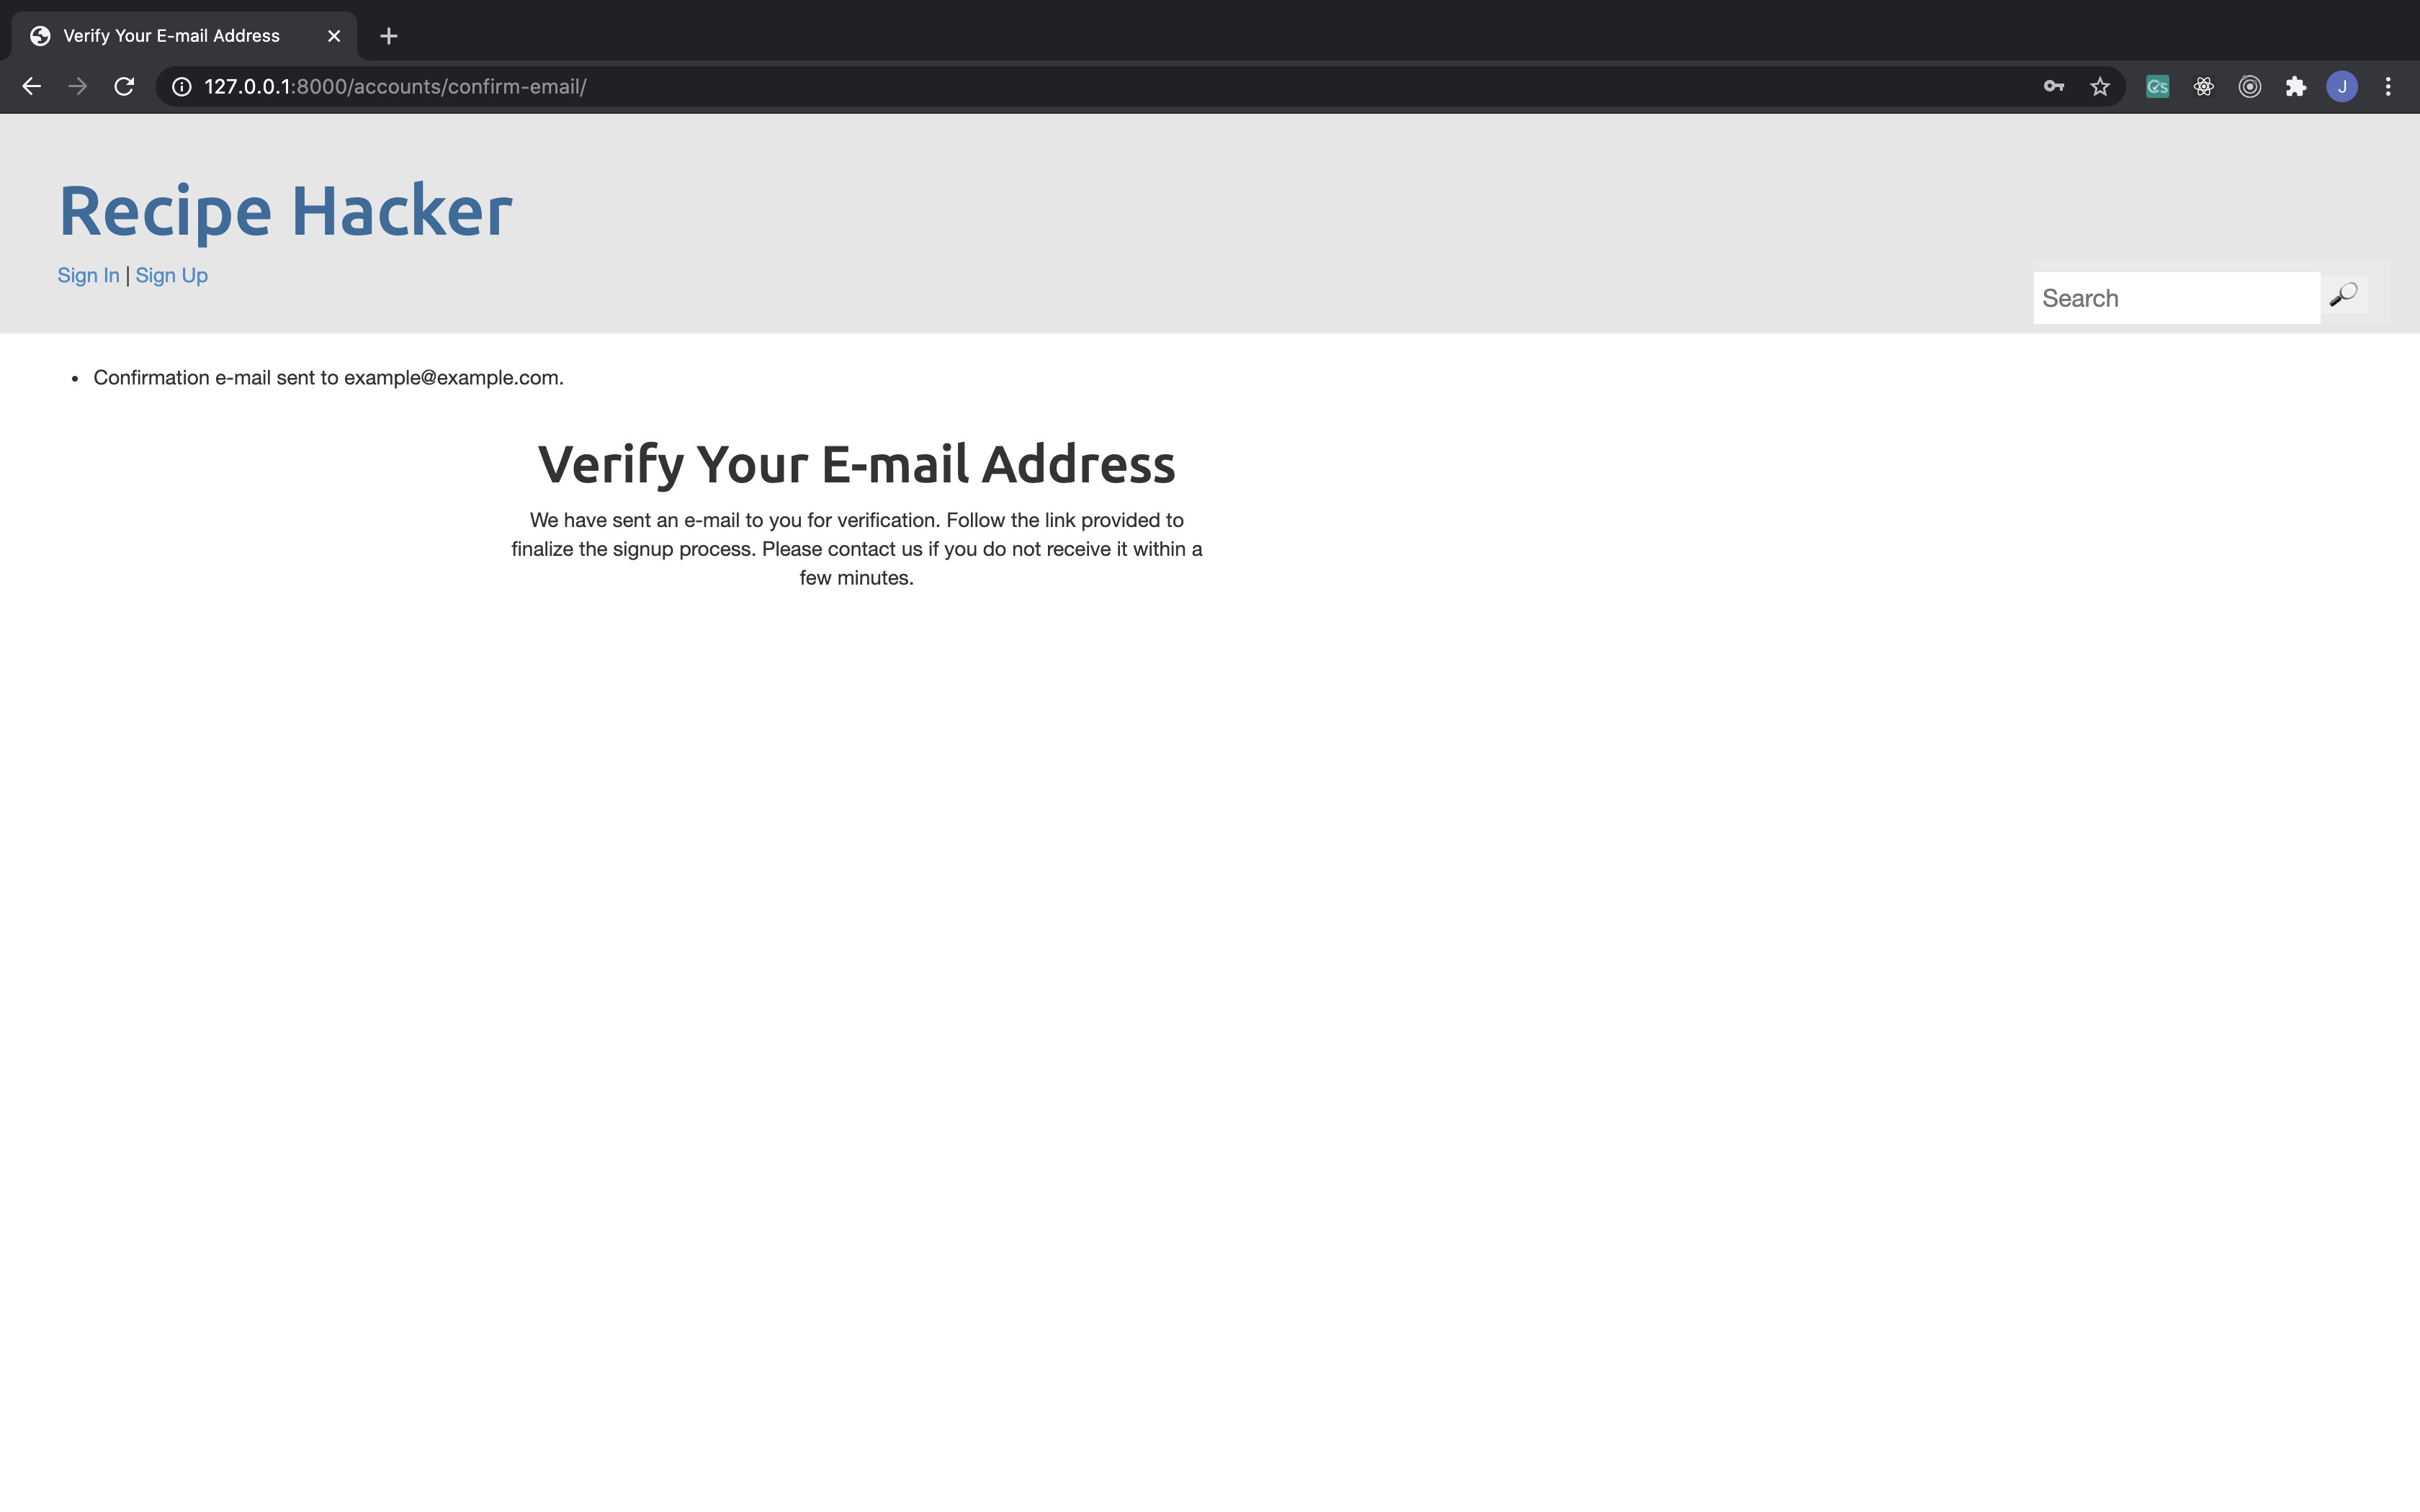 Verify Your E-mail Address
127.0.0.1:8000/accounts/confirm-email/
J
Recipe Hacker
Sign In | Sign Up
Search
• Confirmation e-mail sent to example@example.com.
Verify Your E-mail Address
We have sent an e-mail to you for verification. Follow the link provided to
finalize the signup process. Please contact us if you do not receive it within a
few minutes.